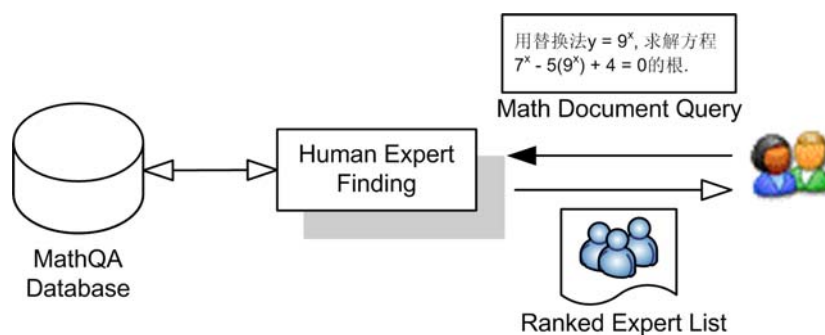 用替换法y = 9ˣ, 求解方程
7ˣ - 5(9ˣ) + 4 = 0的根.
Math Document Query
Human Expert
Finding
MathQA
Database
Ranked Expert List